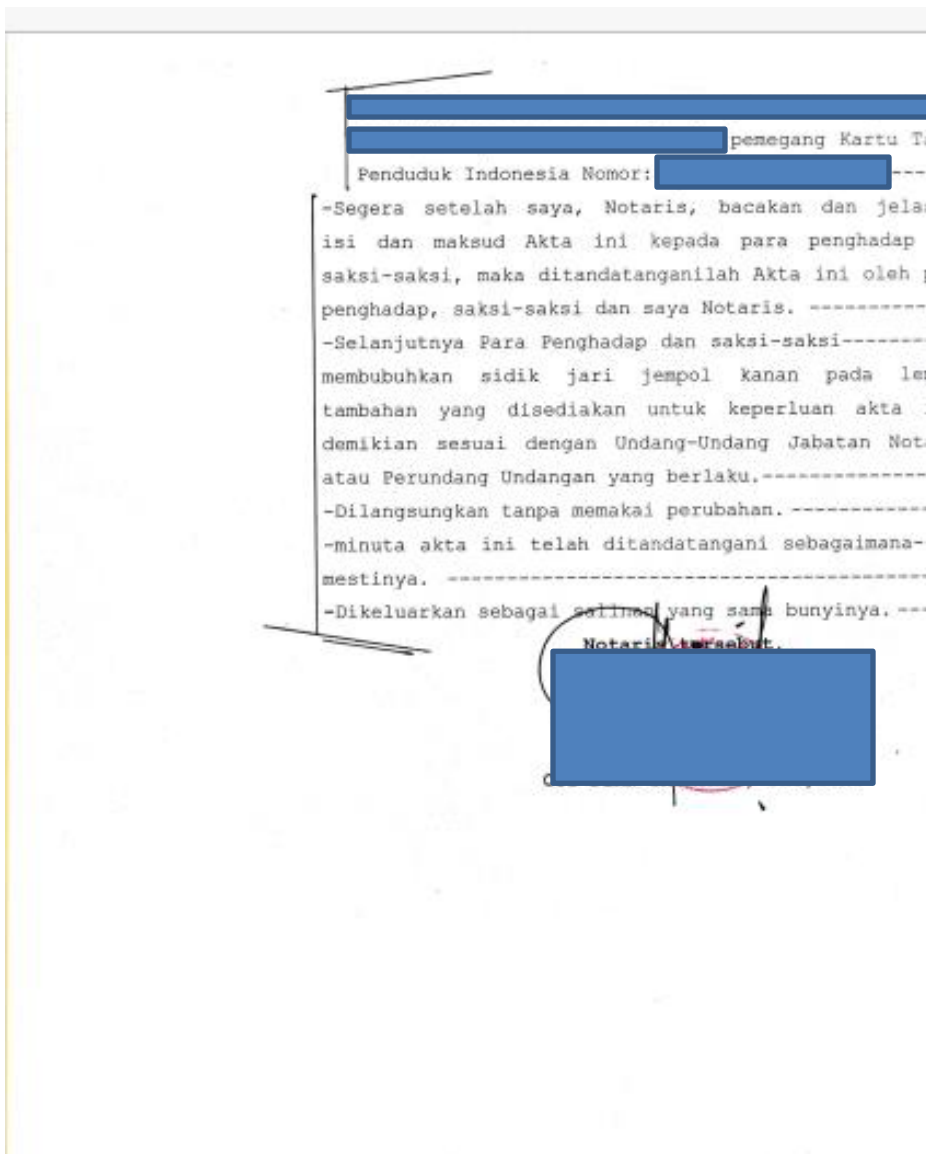 pemegang Kartu
Penduduk Indonesia Nomor: ---
-Segera setelah saya, Notaris, bacakan dan
isi dan maksud Akta ini kepada para penghadap
saksi-saksi, maka ditandatanganilah Akta ini oleh
penghadap, saksi-saksi dan saya Notaris. -----------
-Selanjutnya Para Penghadap dan saksi-saksi-------
membubuhkan sidik jari jempol kanan pada
tambahan yang disediakan untuk keperluan akta
demikian sesuai dengan Undang-Undang Jabatan
atau Perundang Undangan yang berlaku.--------------
-Dilangsungkan tanpa memakai perubahan. -----------
-minuta akta ini telah ditandatangani sebagaimana-
mestinya. ----------------------------------------
-Dikeluarkan sebagai salinan yang sama bunyinya. ---
Notaris tersebut,